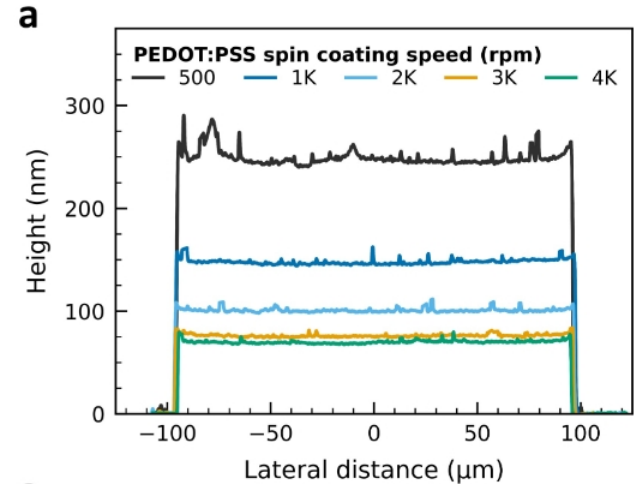 a
PEDOT:PSS spin coating speed (rpm)
500 1K 2K 3K 4K
Height (nm)
300
200
100
0
−100 −50 0 50 100
Lateral distance (μm)